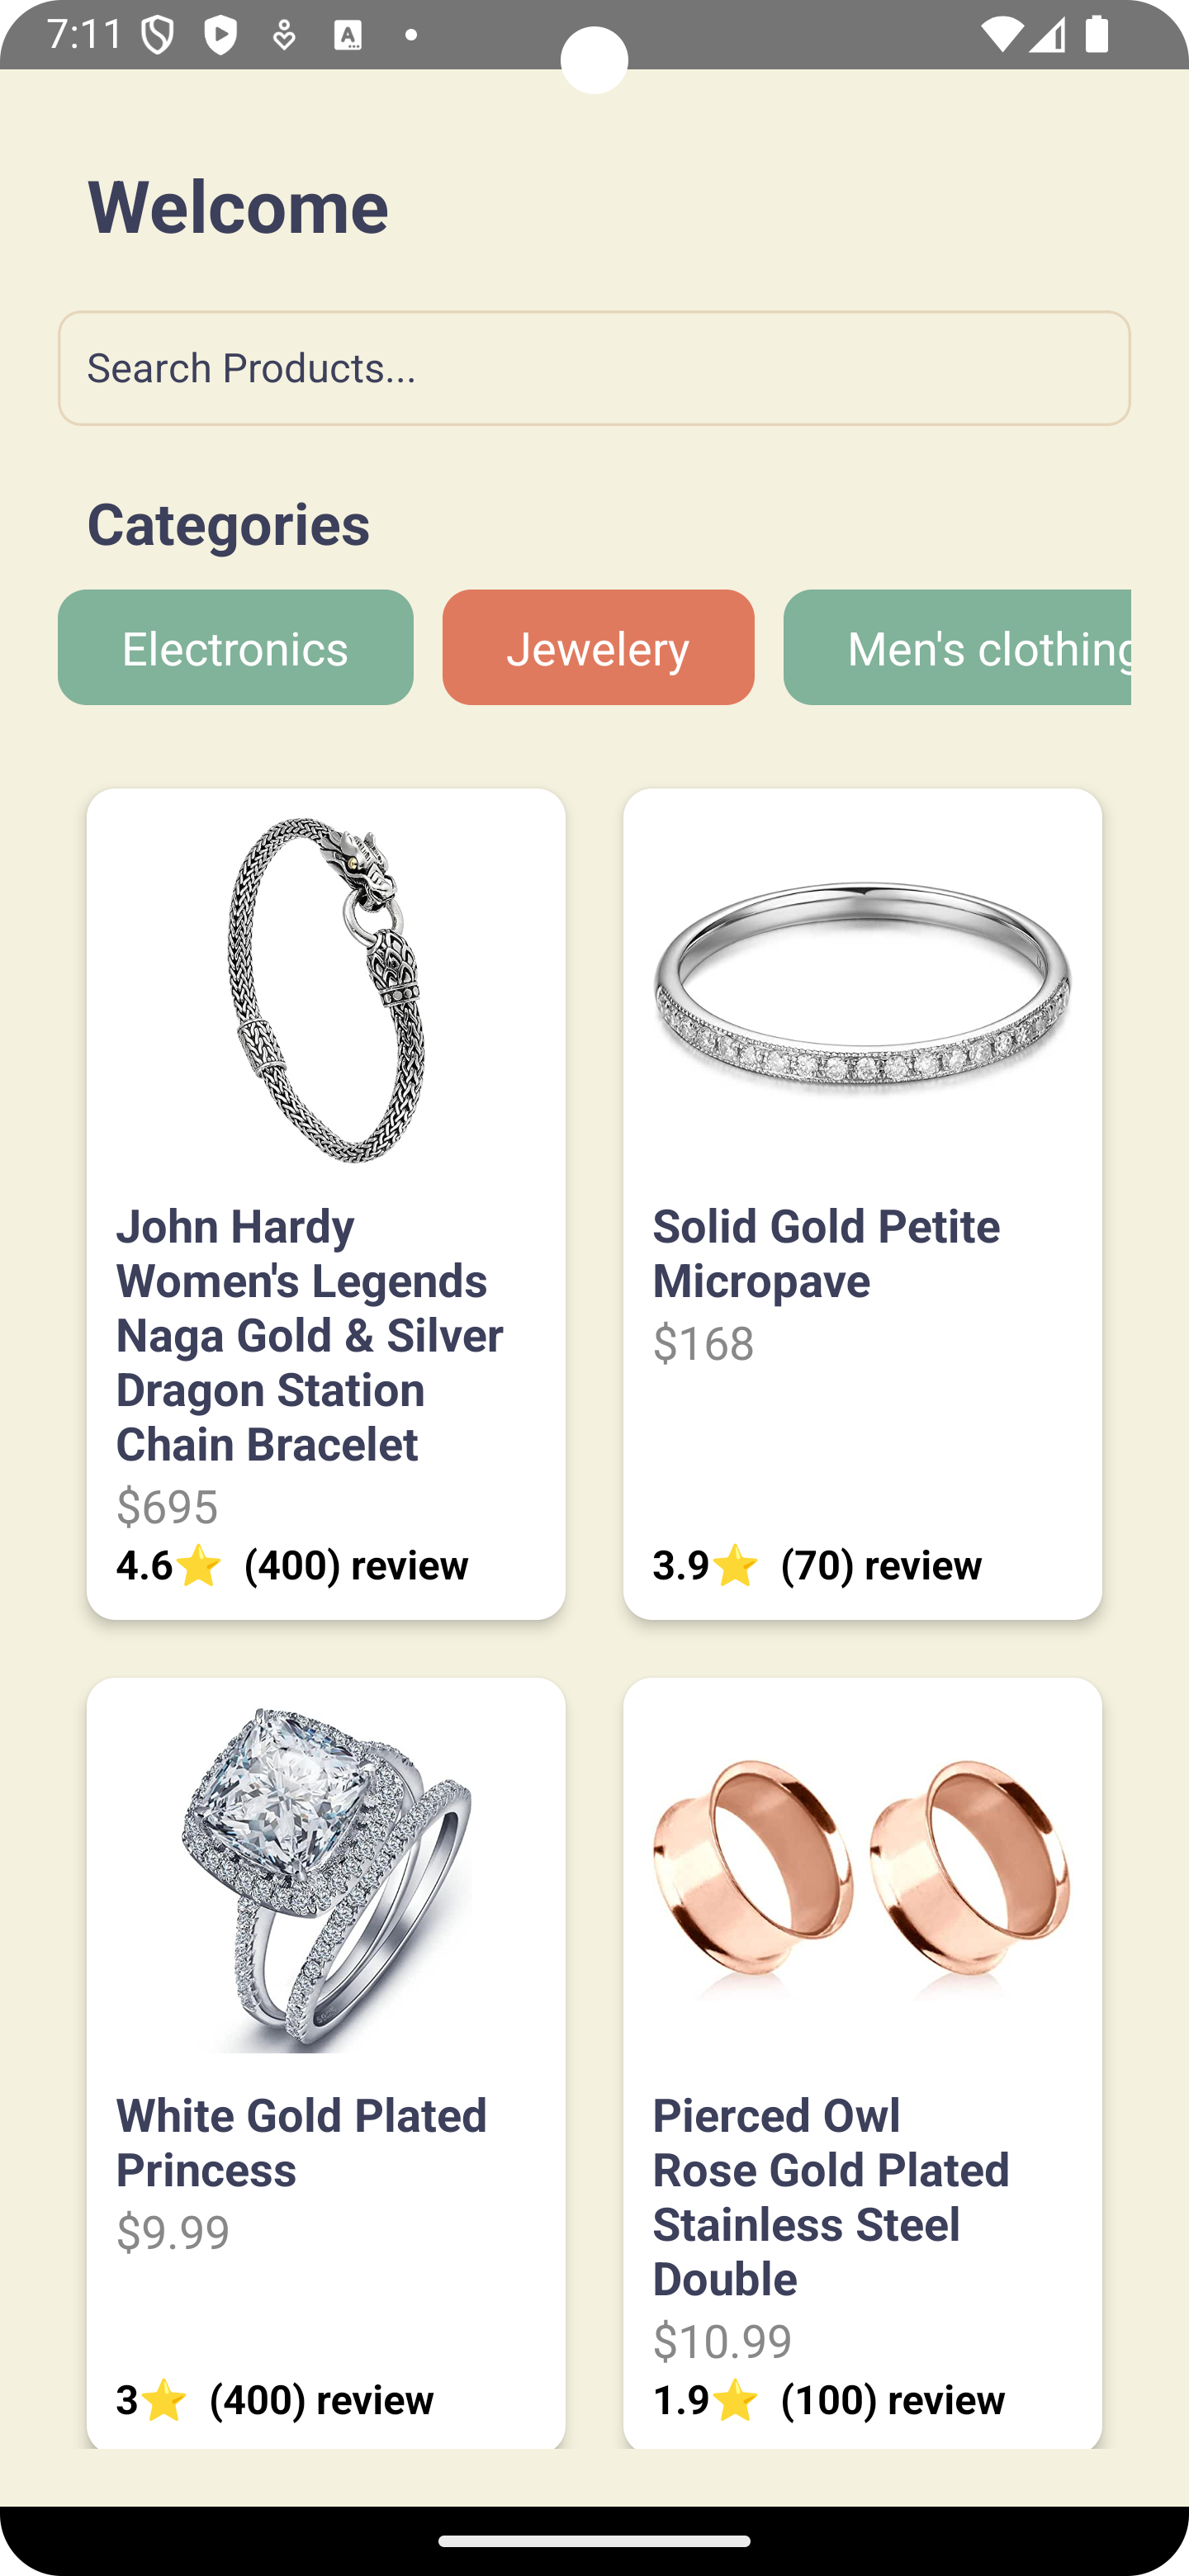 7:11
Welcome
Search Products...
Categories
Electronics
Jewelery
Men's clothing
John Hardy
Women's Legends
Naga Gold & Silver
Dragon Station
Chain Bracelet
$695
4.6⭐ (400) review
Solid Gold Petite
Micropave
$168
3.9⭐ (70) review
White Gold Plated
Princess
$9.99
3⭐ (400) review
Pierced Owl
Rose Gold Plated
Stainless Steel
Double
$10.99
1.9⭐ (100) review